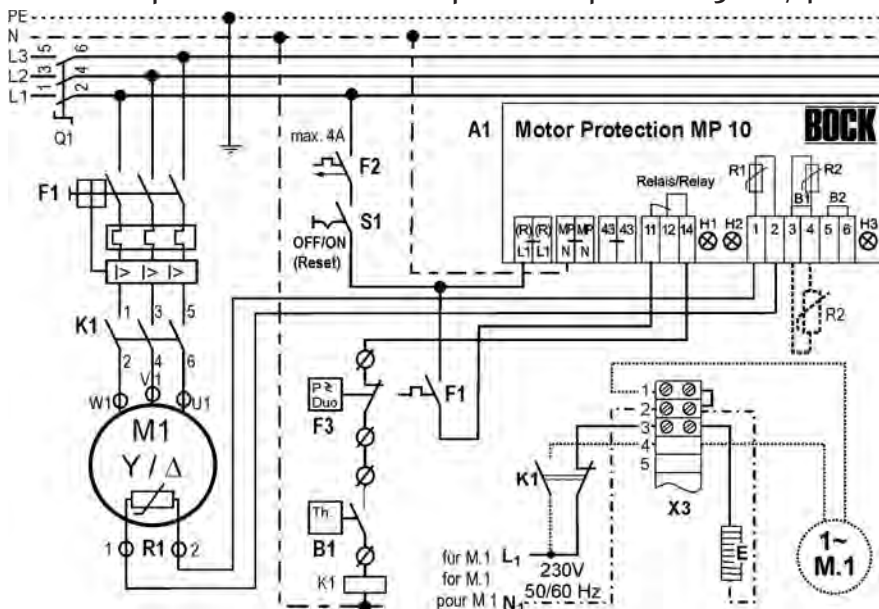 PE
N
L3 5 6
L2 3 4
L1 1 2
Q1
max. 4A
A1 Motor Protection MP 10 BOCK
F2
R1 R2
Relais/Relay
B1 B2
F1
S1
OFF/ON
(Reset)
(R) (R) MP MP 43 43 11 12 14 H1 H2 1 2 3 4 5 6 H3
L1 L1 N N
I> I> I>
1 3 5
K1
2 4 6
R2
W1 V1 U1
P ≷
Duo
F3
F1
1
2
3
4
5
M1
Y / Δ
K1
X3
Th.
B1
1 R1 2
E
1~
M.1
K1
für M.1 L1
for M.1 230V
50/60 Hz
pour M.1 N1